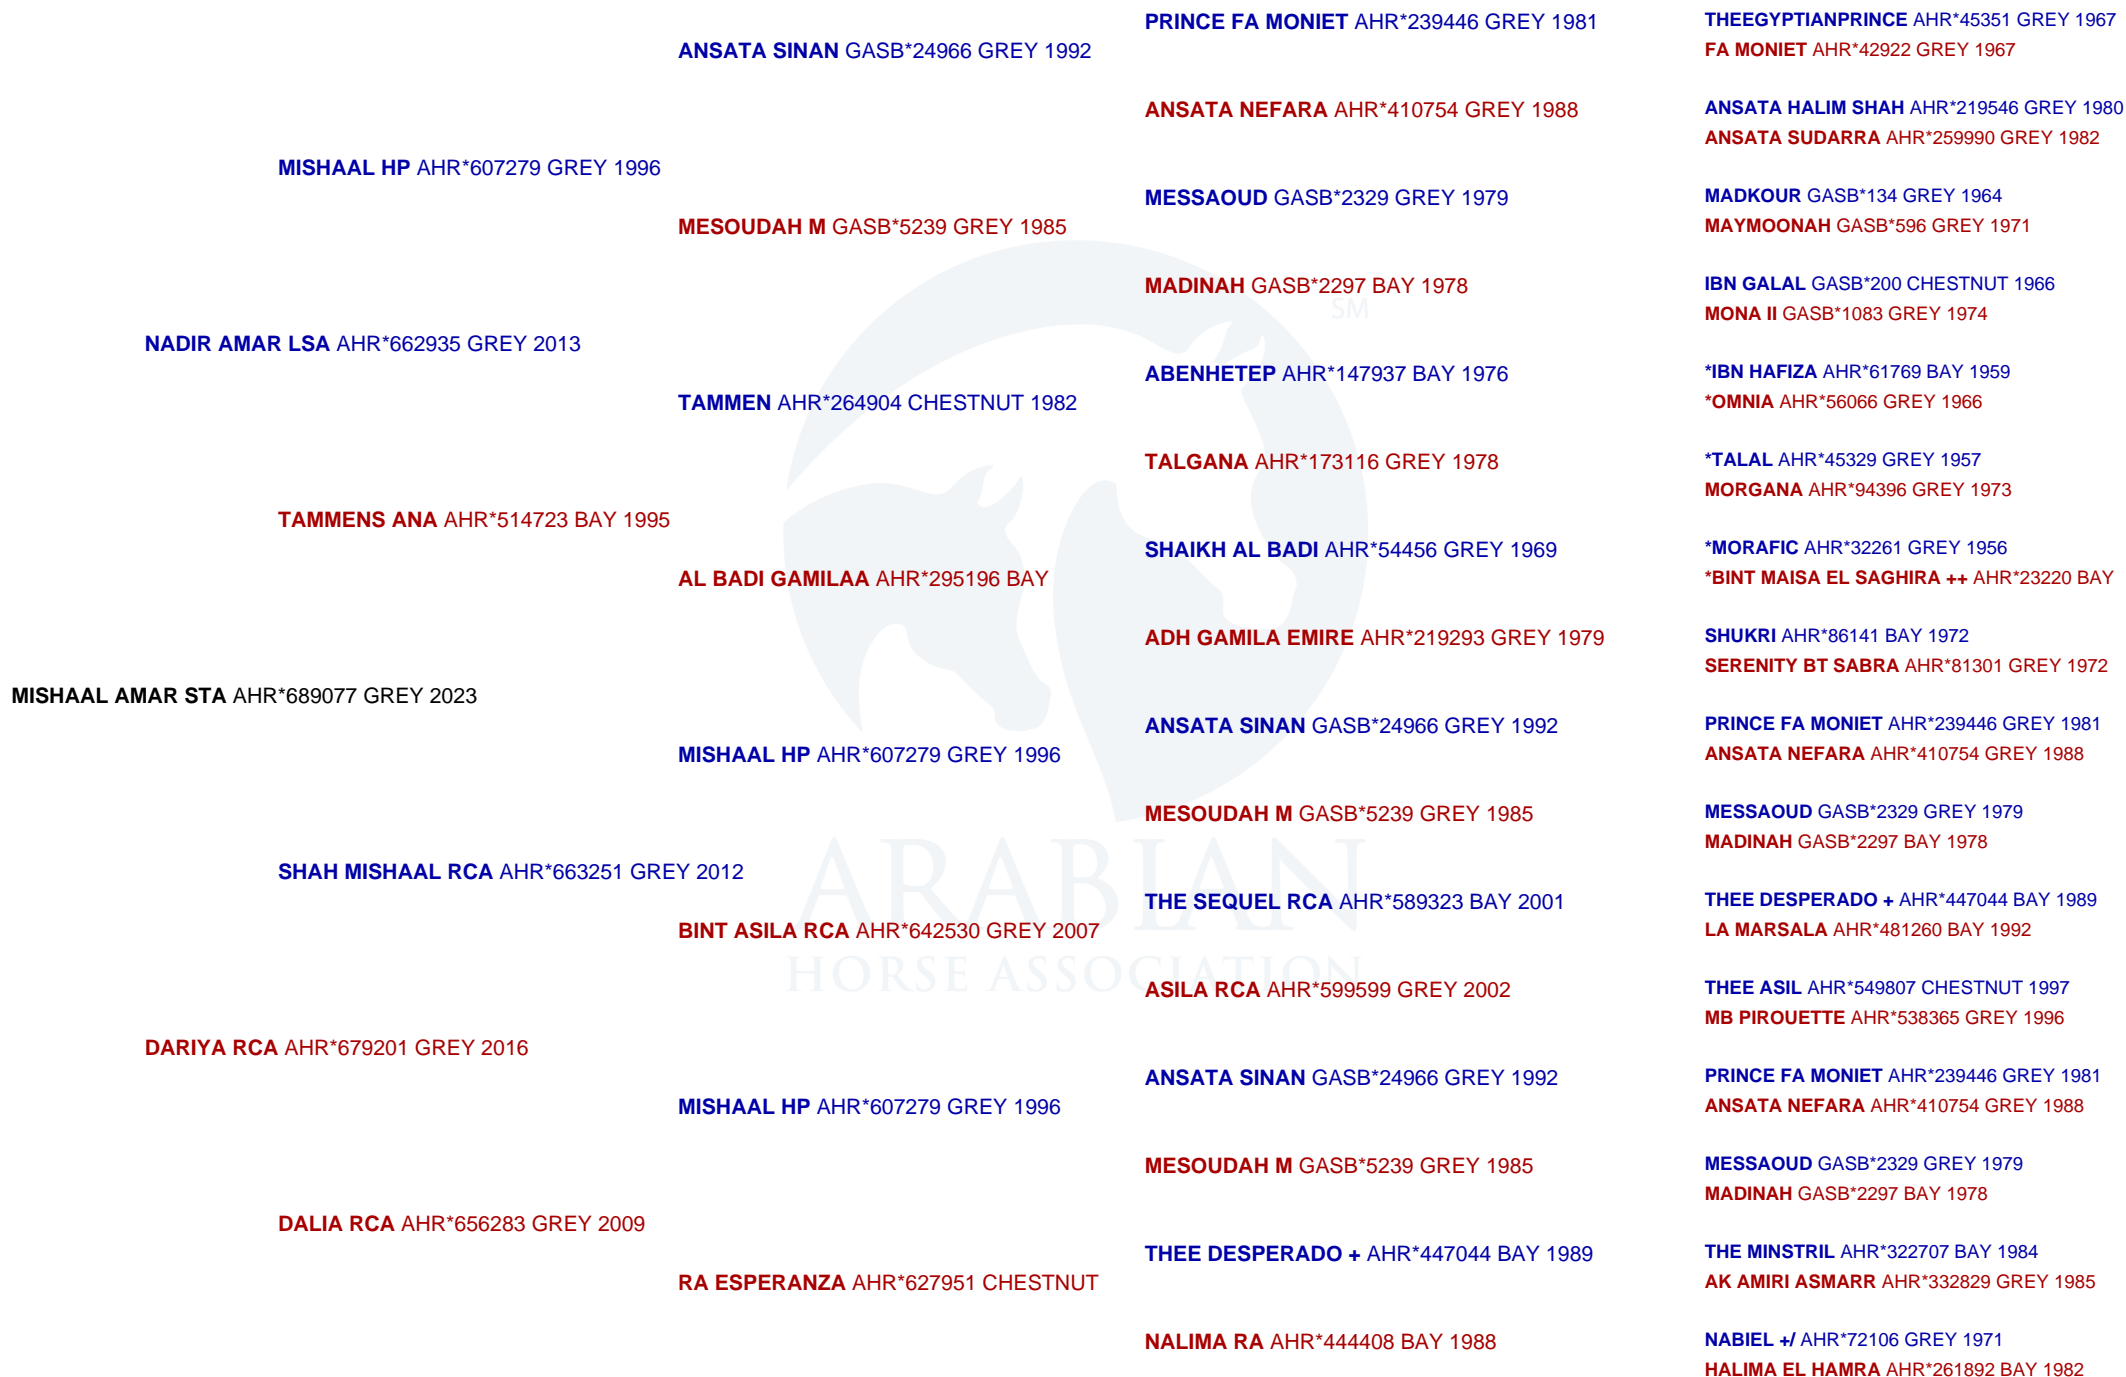 PRINCE FA MONIET AHR*239446 GREY 1981
THEEGYPTIANPRINCE AHR*45351 GREY 1967
FA MONIET AHR*42922 GREY 1967
ANSATA SINAN GASB*24966 GREY 1992
ANSATA NEFARA AHR*410754 GREY 1988
ANSATA HALIM SHAH AHR*219546 GREY 1980
ANSATA SUDARRA AHR*259990 GREY 1982
MISHAAL HP AHR*607279 GREY 1996
MESSAOUD GASB*2329 GREY 1979
MADKOUR GASB*134 GREY 1964
MAYMOONAH GASB*596 GREY 1971
MESOUDAH M GASB*5239 GREY 1985
MADINAH GASB*2297 BAY 1978
SM
IBN GALAL GASB*200 CHESTNUT 1966
MONA II GASB*1083 GREY 1974
NADIR AMAR LSA AHR*662935 GREY 2013
ABENHETEP AHR*147937 BAY 1976
*IBN HAFIZA AHR*61769 BAY 1959
*OMNIA AHR*56066 GREY 1966
TAMMEN AHR*264904 CHESTNUT 1982
TALGANA AHR*173116 GREY 1978
*TALAL AHR*45329 GREY 1957
MORGANA AHR*94396 GREY 1973
TAMMENS ANA AHR*514723 BAY 1995
SHAIKH AL BADI AHR*54456 GREY 1969
*MORAFIC AHR*32261 GREY 1956
*BINT MAISA EL SAGHIRA ++ AHR*23220 BAY
AL BADI GAMILAA AHR*295196 BAY
ADH GAMILA EMIRE AHR*219293 GREY 1979
SHUKRI AHR*86141 BAY 1972
SERENITY BT SABRA AHR*81301 GREY 1972
MISHAAL AMAR STA AHR*689077 GREY 2023
ANSATA SINAN GASB*24966 GREY 1992
PRINCE FA MONIET AHR*239446 GREY 1981
ANSATA NEFARA AHR*410754 GREY 1988
MISHAAL HP AHR*607279 GREY 1996
MESOUDAH M GASB*5239 GREY 1985
MESSAOUD GASB*2329 GREY 1979
MADINAH GASB*2297 BAY 1978
SHAH MISHAAL RCA AHR*663251 GREY 2012
ARABIAN
THE SEQUEL RCA AHR*589323 BAY 2001
THEE DESPERADO + AHR*447044 BAY 1989
LA MARSALA AHR*481260 BAY 1992
BINT ASILA RCA AHR*642530 GREY 2007
HORSE ASSOCIATION
ASILA RCA AHR*599599 GREY 2002
THEE ASIL AHR*549807 CHESTNUT 1997
MB PIROUETTE AHR*538365 GREY 1996
DARIYA RCA AHR*679201 GREY 2016
ANSATA SINAN GASB*24966 GREY 1992
PRINCE FA MONIET AHR*239446 GREY 1981
ANSATA NEFARA AHR*410754 GREY 1988
MISHAAL HP AHR*607279 GREY 1996
MESOUDAH M GASB*5239 GREY 1985
MESSAOUD GASB*2329 GREY 1979
MADINAH GASB*2297 BAY 1978
DALIA RCA AHR*656283 GREY 2009
THEE DESPERADO + AHR*447044 BAY 1989
THE MINSTRIL AHR*322707 BAY 1984
AK AMIRI ASMARR AHR*332829 GREY 1985
RA ESPERANZA AHR*627951 CHESTNUT
NALIMA RA AHR*444408 BAY 1988
NABIEL +/ AHR*72106 GREY 1971
HALIMA EL HAMRA AHR*261892 BAY 1982